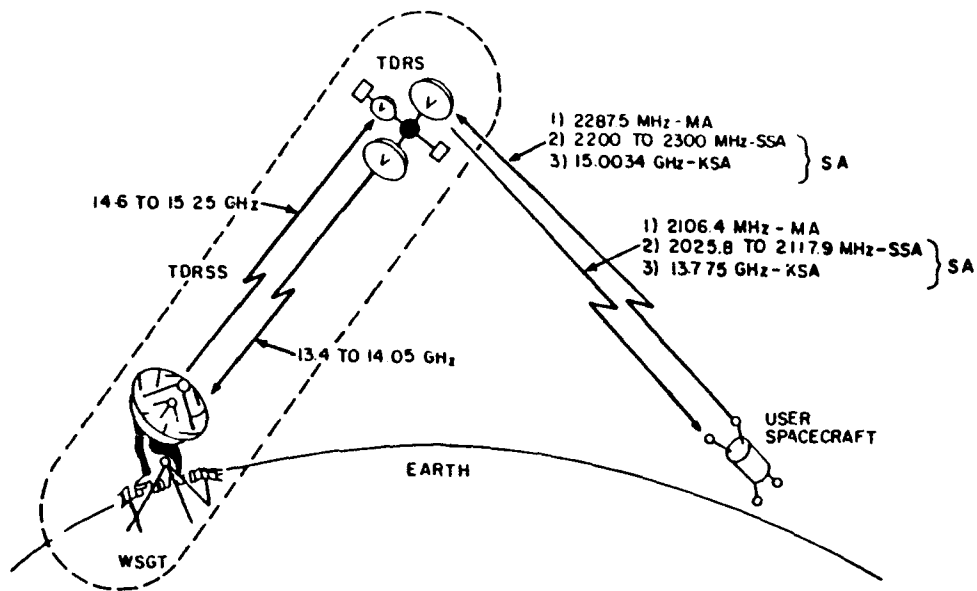 TDRS
1) 2287.5 MHz-MA
2) 2200 TO 2300 MHz-SSA
3) 15.0034 GHz-KSA
SA
14.6 TO 15.25 GHz
1) 2106.4 MHz-MA
2) 2025.8 TO 2117.9 MHz-SSA
3) 13.775 GHz-KSA
SA
TDRSS
13.4 TO 14.05 GHz
USER
SPACECRAFT
EARTH
WSGT